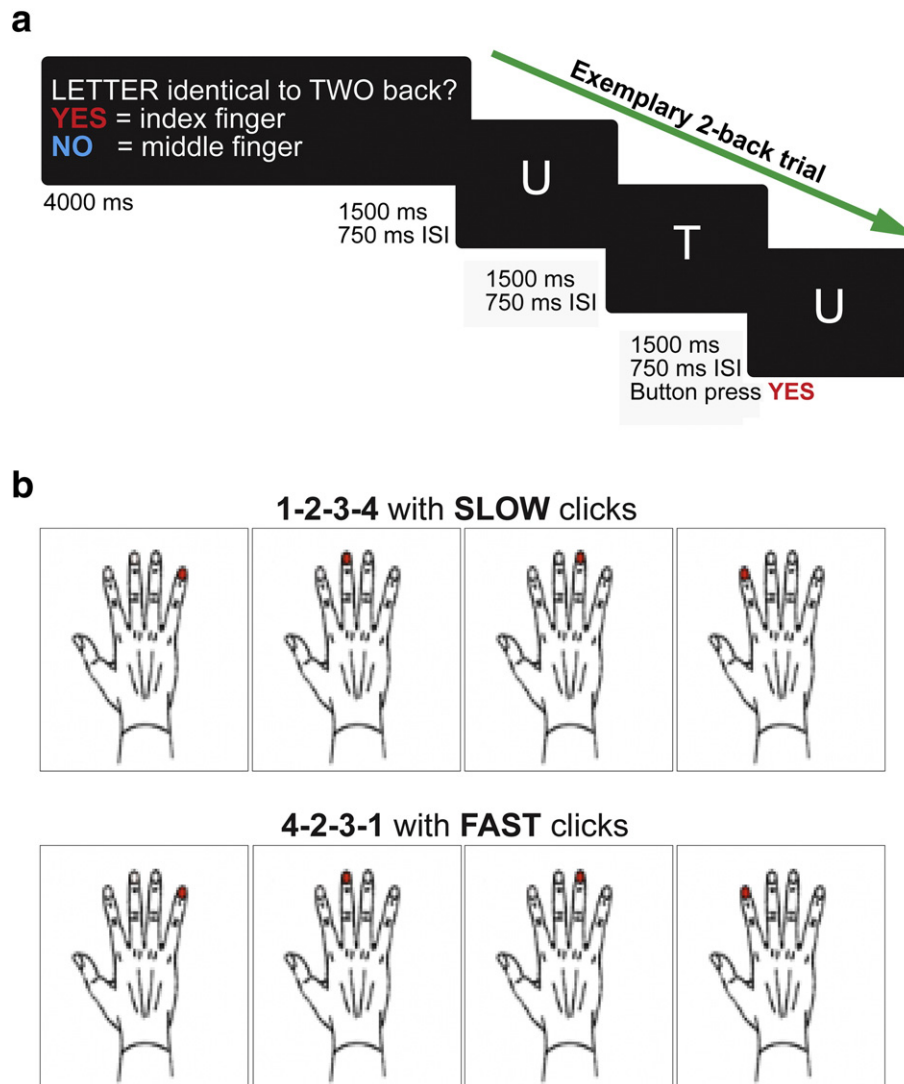 a
LETTER identical to TWO back?
YES = index finger
NO = middle finger
4000 ms
Exemplary 2-back trial
U
1500 ms
750 ms ISI
T
1500 ms
750 ms ISI
U
1500 ms
750 ms ISI
Button press YES
b
1-2-3-4 with SLOW clicks
4-2-3-1 with FAST clicks